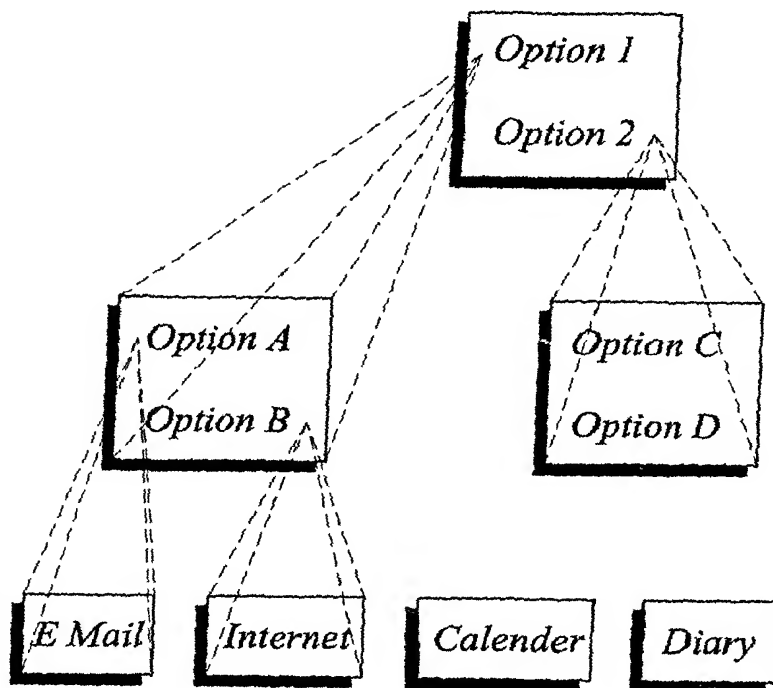 Option 1
Option 2
Option A
Option B
Option C
Option D
E Mail
Internet
Calender
Diary